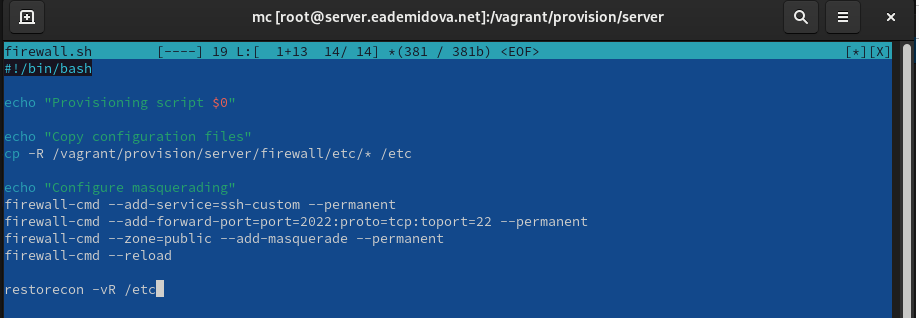 mc [root@server.eademidova.net]:/vagrant/provision/server
firewall.sh [----] 19 L:[ 1+13 14/ 14] *(381 / 381b) <EOF> [*][X]
#!/bin/bash
echo "Provisioning script $0"
echo "Copy configuration files"
cp -R /vagrant/provision/server/firewall/etc/* /etc
echo "Configure masquerading"
firewall-cmd --add-service=ssh-custom --permanent
firewall-cmd --add-forward-port=port=2022:proto=tcp:toport=22 --permanent
firewall-cmd --zone=public --add-masquerade --permanent
firewall-cmd --reload
restorecon -vR /etc